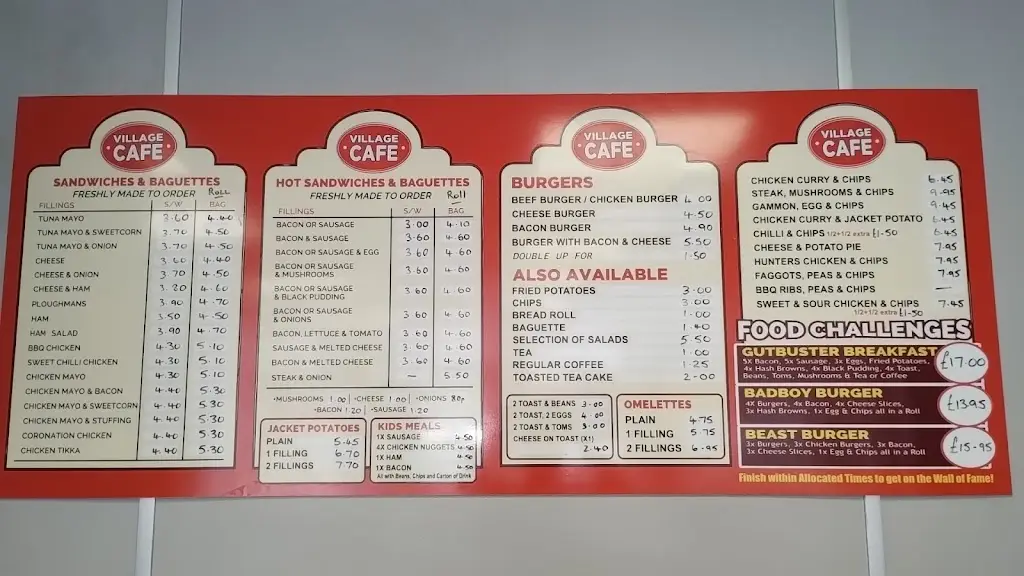 VILLAGE
CAFE
SANDWICHES & BAGUETTES
FRESHLY MADE TO ORDER Roll
FILLINGS S/W BAG
TUNA MAYO 3.60 4.40
TUNA MAYO & SWEETCORN 3.70 4.50
TUNA MAYO & ONION 3.70 4.50
CHEESE 3.60 4.40
CHEESE & ONION 3.70 4.50
CHEESE & HAM 3.80 4.60
PLOUGHMANS 3.90 4.70
HAM 3.50 4.50
HAM SALAD 3.90 4.70
BBQ CHICKEN 4.30 5.10
SWEET CHILLI CHICKEN 4.30 5.10
CHICKEN MAYO 4.30 5.10
CHICKEN MAYO & BACON 4.40 5.30
CHICKEN MAYO & SWEETCORN 4.40 5.30
CHICKEN MAYO & STUFFING 4.40 5.30
CORONATION CHICKEN 4.40 5.30
CHICKEN TIKKA 4.40 5.30
VILLAGE
CAFE
HOT SANDWICHES & BAGUETTES
FRESHLY MADE TO ORDER Roll
FILLINGS S/W BAG
BACON OR SAUSAGE 3.00 4.10
BACON & SAUSAGE 3.60 4.60
BACON OR SAUSAGE & EGG 3.60 4.60
BACON OR SAUSAGE
& MUSHROOMS 3.60 4.60
BACON OR SAUSAGE
& BLACK PUDDING 3.60 4.60
BACON OR SAUSAGE
& ONIONS 3.60 4.60
BACON, LETTUCE & TOMATO 3.60 4.60
SAUSAGE & MELTED CHEESE 3.60 4.60
BACON & MELTED CHEESE 3.60 4.60
STEAK & ONION — 5.50
•MUSHROOMS 1.00 •CHEESE 1.00 •ONIONS 80p
•BACON 1.20 •SAUSAGE 1.20
JACKET POTATOES
PLAIN 5.45
1 FILLING 6.70
2 FILLINGS 7.70
KIDS MEALS
1X SAUSAGE 4.50
4X CHICKEN NUGGETS 4.50
1X HAM 4.50
1X BACON 4.50
All with Beans, Chips and Carton of Drink
VILLAGE
CAFE
BURGERS
BEEF BURGER / CHICKEN BURGER 4.00
CHEESE BURGER 4.50
BACON BURGER 4.90
BURGER WITH BACON & CHEESE 5.50
DOUBLE UP FOR 1.50
ALSO AVAILABLE
FRIED POTATOES 3.00
CHIPS 3.00
BREAD ROLL 1.00
BAGUETTE 1.40
SELECTION OF SALADS 5.50
TEA 1.00
REGULAR COFFEE 1.25
TOASTED TEA CAKE 2-00
2 TOAST & BEANS 3.00
2 TOAST, 2 EGGS 4.00
2 TOAST & TOMS 3.00
CHEESE ON TOAST (X1)
2.40
OMELETTES
PLAIN 4.75
1 FILLING 5.75
2 FILLINGS 6.95
VILLAGE
CAFE
CHICKEN CURRY & CHIPS 6.45
STEAK, MUSHROOMS & CHIPS 9.95
GAMMON, EGG & CHIPS 9.45
CHICKEN CURRY & JACKET POTATO 6.45
CHILLI & CHIPS 1/2+1/2 extra £1-50 6.45
CHEESE & POTATO PIE 7.95
HUNTERS CHICKEN & CHIPS 7.95
FAGGOTS, PEAS & CHIPS 7.95
BBQ RIBS, PEAS & CHIPS —
SWEET & SOUR CHICKEN & CHIPS 7.45
1/2+1/2 extra £1-50
FOOD CHALLENGES
GUTBUSTER BREAKFAST £17.00
5X Bacon, 5x Sausage, 3x Eggs, Fried Potatoes,
4x Hash Browns, 4x Black Pudding, 4x Toast,
Beans, Toms, Mushrooms & Tea or Coffee
BADBOY BURGER £13.95
4X Burgers, 4x Bacon, 4x Cheese Slices,
3x Hash Browns, 1x Egg & Chips all in a Roll
BEAST BURGER £15-95
3x Burgers, 3x Chicken Burgers, 3x Bacon,
3x Cheese Slices, 1x Egg & Chips all in a Roll
Finish within Allocated Times to get on the Wall of Fame!